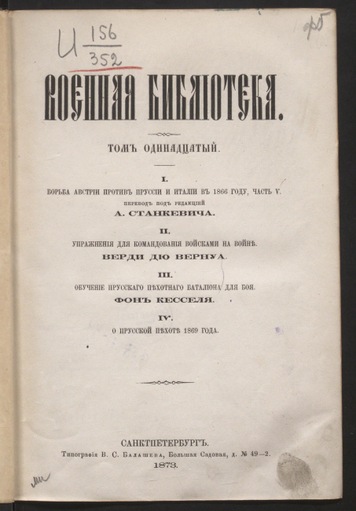 И 156
352
ВОЕННАЯ БИБЛІОТЕКА.
ТОМЪ ОДИНАДЦАТЫЙ.
I.
БОРЬБА АВСТРІИ ПРОТИВЪ ПРУССІИ И ИТАЛІИ ВЪ 1866 ГОДУ, ЧАСТЬ V.
ПЕРЕВОДЪ ПОДЪ РЕДАКЦІЕЙ
А. СТАНКЕВИЧА.
II.
УПРАЖНЕНІЯ ДЛЯ КОМАНДОВАНІЯ ВОЙСКАМИ НА ВОЙНѢ.
ВЕРДИ ДЮ ВЕРНУА.
III.
ОБУЧЕНІЕ ПРУССКАГО ПѢХОТНАГО БАТАЛІОНА ДЛЯ БОЯ.
ФОНЪ КЕССЕЛЯ.
IV.
О ПРУССКОЙ ПѢХОТѢ 1869 ГОДА.
САНКТПЕТЕРБУРГЪ.
Типографія В. С. Балашева, Большая Садовая, д. № 49—2.
1873.